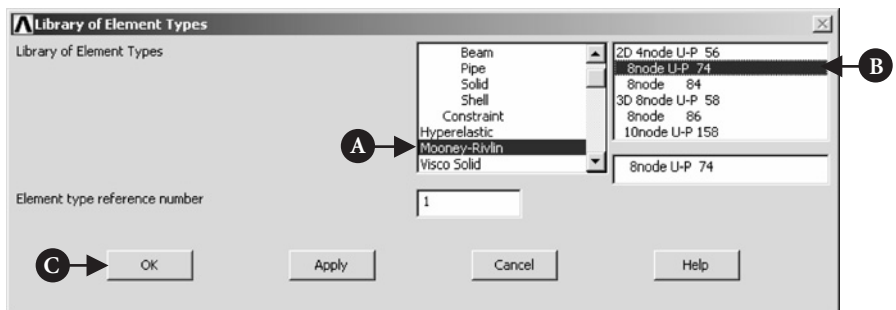 Library of Element Types
Library of Element Types
Beam
Pipe
Solid
Shell
Constraint
Hyperelastic
Mooney-Rivlin
Visco Solid
2D 4node U-P 56
8node U-P 74
8node 84
3D 8node U-P 58
8node 86
10node U-P 158
8node U-P 74
A
B
Element type reference number
1
C
OK
Apply
Cancel
Help